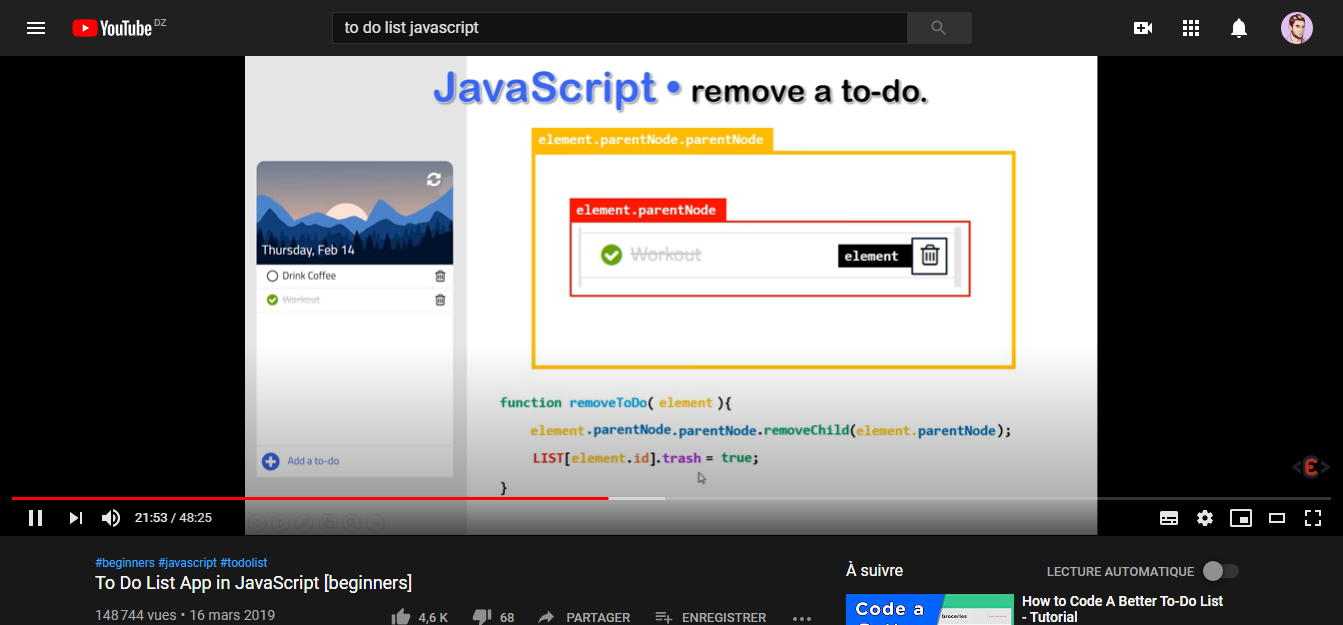 YouTube DZ
to do list javascript
JavaScript • remove a to-do.
element.parentNode.parentNode
element.parentNode
Workout
element
Thursday, Feb 14
Drink Coffee
Workout
Add a to-do
function removeToDo( element ){
element.parentNode.parentNode.removeChild(element.parentNode);
LIST[element.id].trash = true;
}
<Ɛ>
21:53 / 48:25
#beginners #javascript #todolist
To Do List App in JavaScript [beginners]
148 744 vues • 16 mars 2019
4,6 K
68
PARTAGER
ENREGISTRER
À suivre
LECTURE AUTOMATIQUE
Code a
Groceries
How to Code A Better To-Do List
- Tutorial